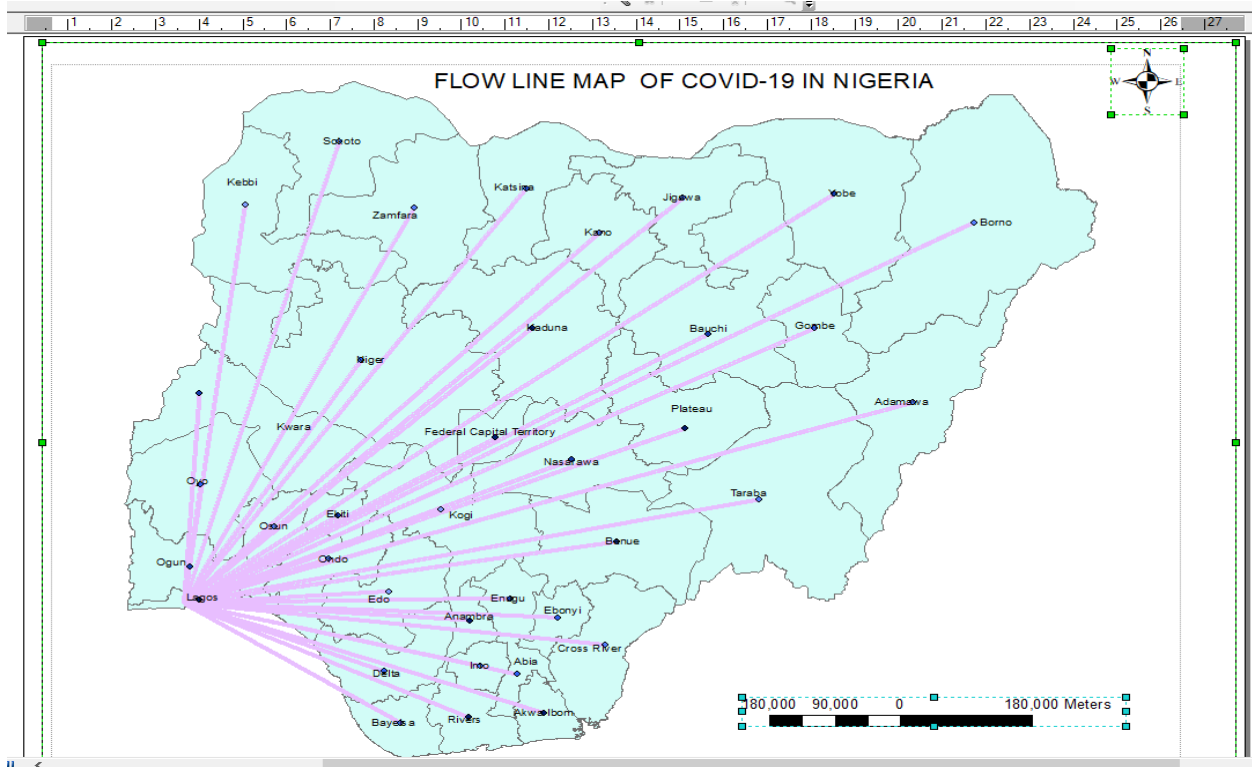 1 2 3 4 5 6 7 8 9 10 11 12 13 14 15 16 17 18 19 20 21 22 23 24 25 26 27
FLOW LINE MAP OF COVID-19 IN NIGERIA
N
W E
S
Sokoto
Kebbi
Katsina
Zamfara
Jigawa
Yobe
Kano
Borno
Kaduna
Bauchi
Gombe
Niger
Plateau
Adamawa
Kwara
Federal Capital Territory
Nasarawa
Oyo
Taraba
Osun
Ekiti
Kogi
Benue
Ogun
Ondo
Lagos
Edo
Enugu
Ebonyi
Anambra
Cross River
Delta
Imo
Abia
Bayelsa
Rivers
Akwa Ibom
180,000 90,000 0 180,000 Meters